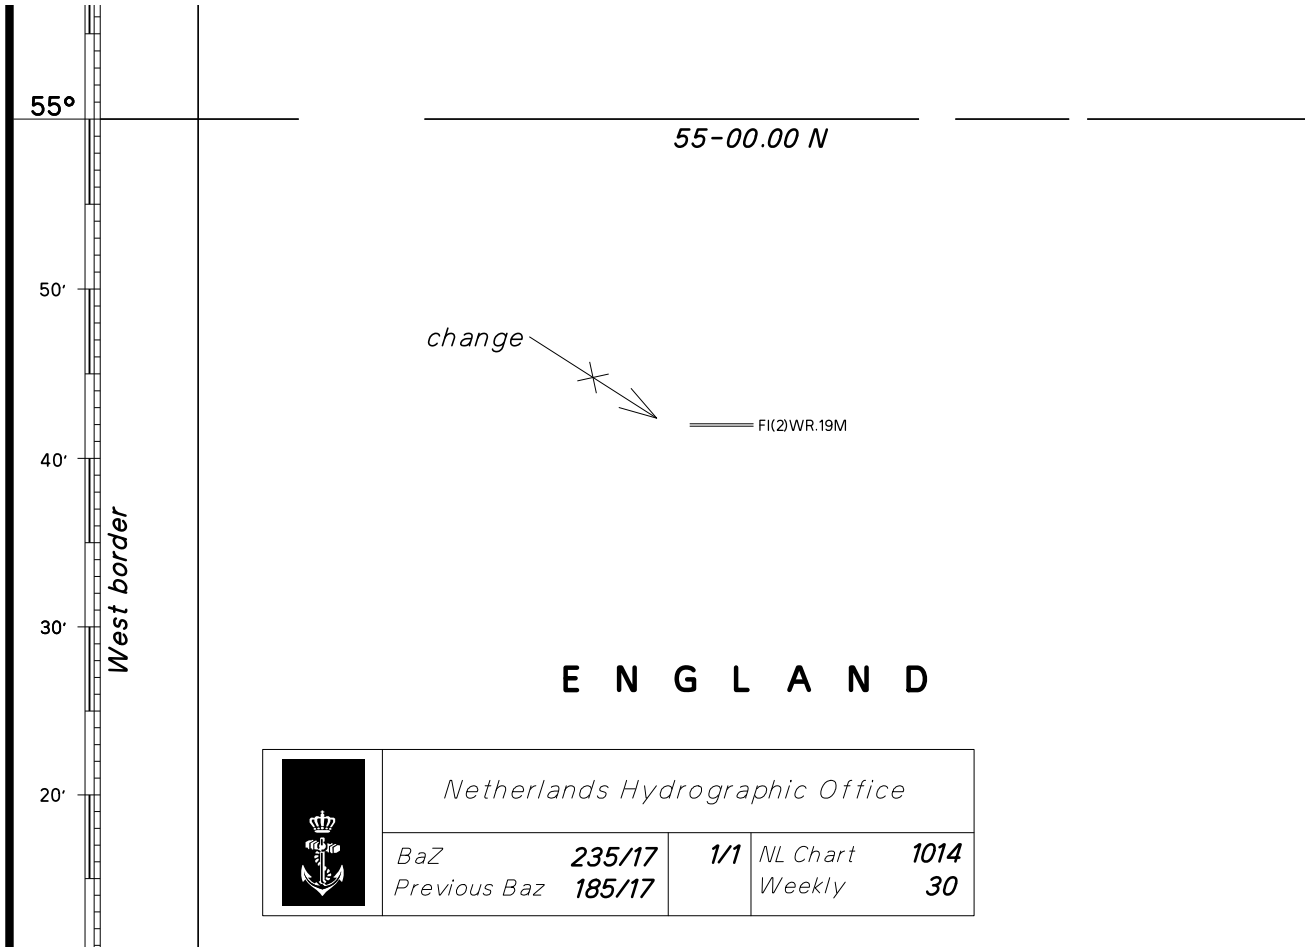 55°
55-00.00 N
50'
change
Fl(2)WR.19M
40'
West border
30'
ENGLAND
20'
Netherlands Hydrographic Office
BaZ 235/17 1/1 NL Chart 1014
Previous Baz 185/17 Weekly 30